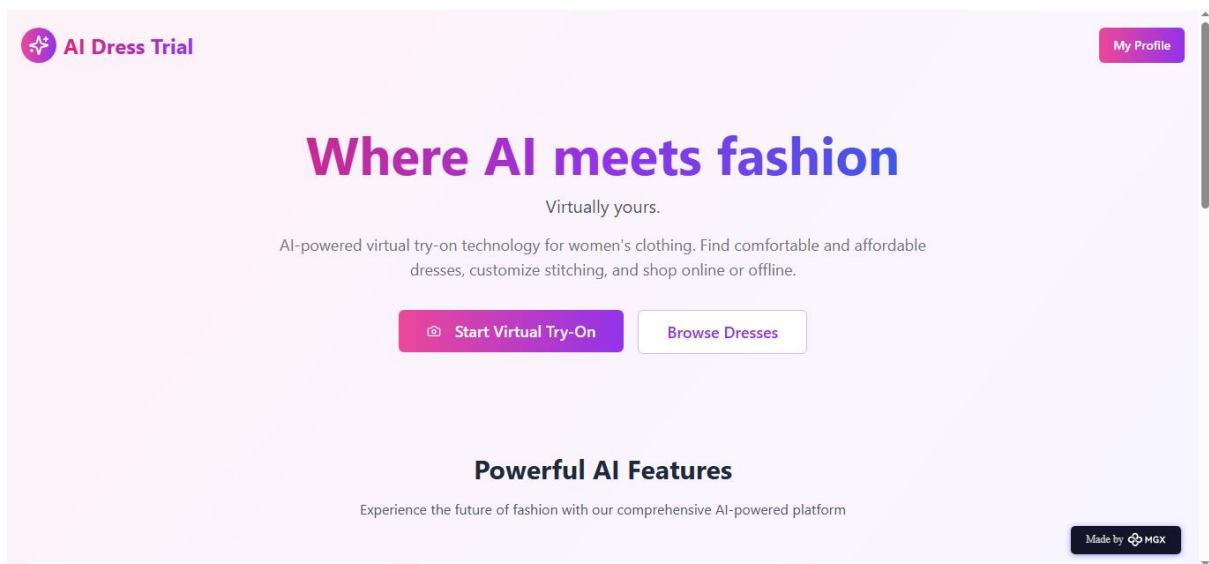 AI Dress Trial
My Profile
Where AI meets fashion
Virtually yours.
AI-powered virtual try-on technology for women's clothing. Find comfortable and affordable
dresses, customize stitching, and shop online or offline.
Start Virtual Try-On
Browse Dresses
Powerful AI Features
Experience the future of fashion with our comprehensive AI-powered platform
Made by MGX